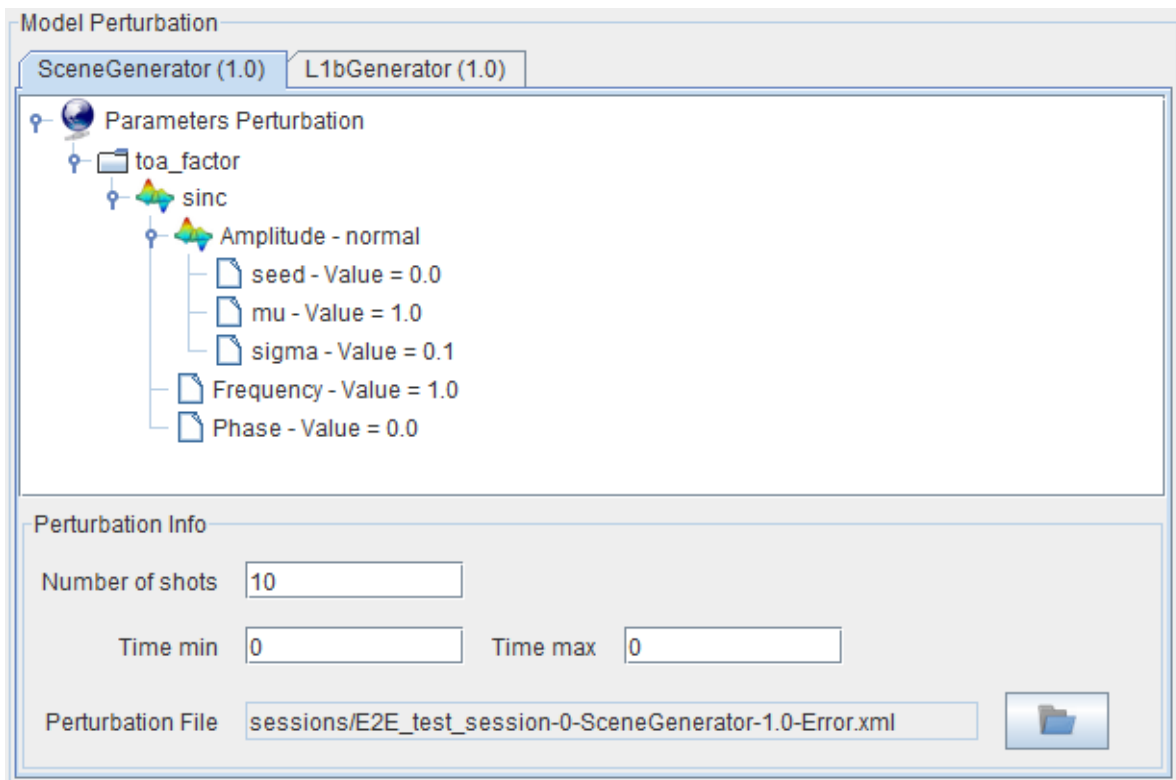 Model Perturbation
SceneGenerator (1.0) L1bGenerator (1.0)
Parameters Perturbation
toa_factor
sinc
Amplitude - normal
seed - Value = 0.0
mu - Value = 1.0
sigma - Value = 0.1
Frequency - Value = 1.0
Phase - Value = 0.0
Perturbation Info
Number of shots 10
Time min 0 Time max 0
Perturbation File sessions/E2E_test_session-0-SceneGenerator-1.0-Error.xml